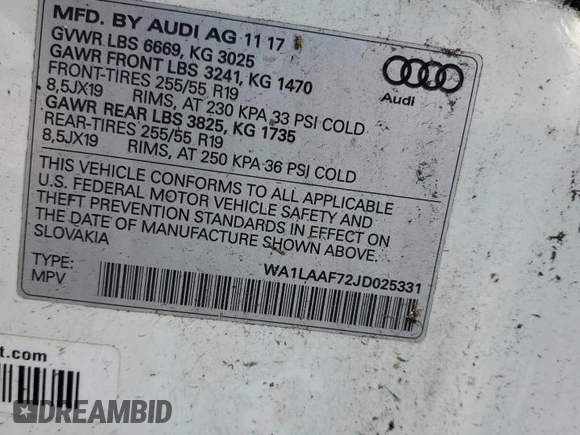 MFD. BY AUDI AG 11 17
GVWR LBS 6669, KG 3025
GAWR FRONT LBS 3241, KG 1470
FRONT-TIRES 255/55 R19
8,5JX19 RIMS, AT 230 KPA 33 PSI COLD
GAWR REAR LBS 3825, KG 1735
REAR-TIRES 255/55 R19
8,5JX19 RIMS, AT 250 KPA 36 PSI COLD
Audi
THIS VEHICLE CONFORMS TO ALL APPLICABLE
U.S. FEDERAL MOTOR VEHICLE SAFETY AND
THEFT PREVENTION STANDARDS IN EFFECT ON
THE DATE OF MANUFACTURE SHOWN ABOVE.
SLOVAKIA
TYPE: WA1LAAF72JD025331
MPV
t.com
DREAMBID